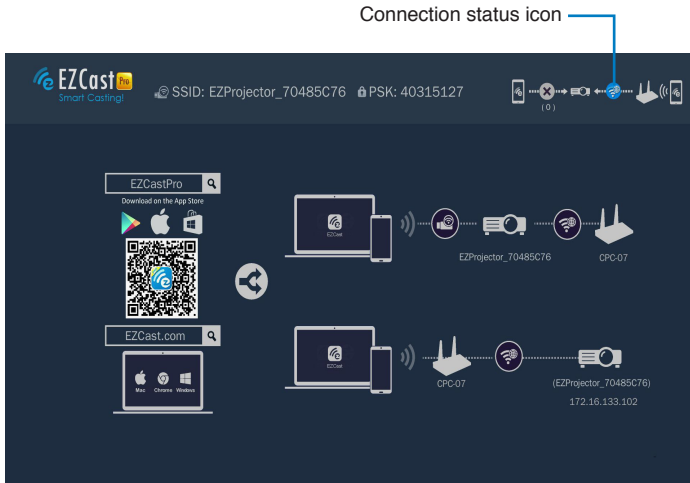 Connection status icon
EZCast Pro
Smart Casting!
SSID: EZProjector_70485C76 PSK: 40315127
(0)
EZCastPro
Download on the App Store
EZCast.com
Mac Chrome Windows
EZCast
EZProjector_70485C76
CPC-07
EZCast
CPC-07
(EZProjector_70485C76)
172.16.133.102